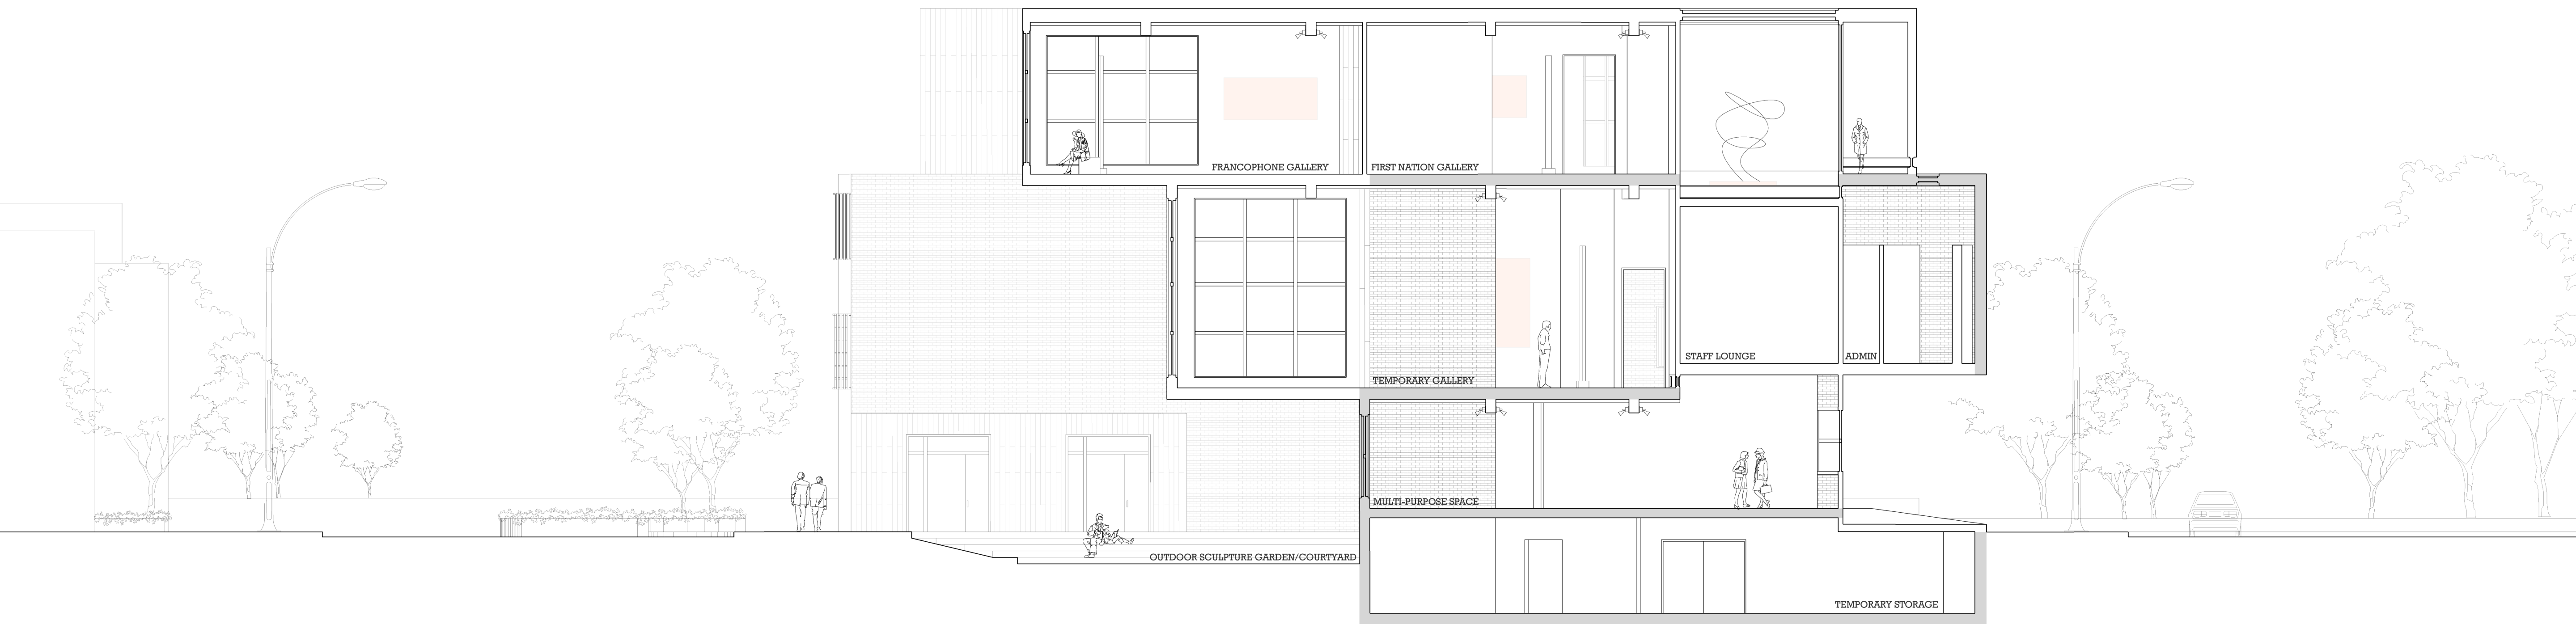 FRANCOPHONE GALLERY
FIRST NATION GALLERY
STAFF LOUNGE
ADMIN
TEMPORARY GALLERY
MULTI-PURPOSE SPACE
OUTDOOR SCULPTURE GARDEN/COURTYARD
TEMPORARY STORAGE